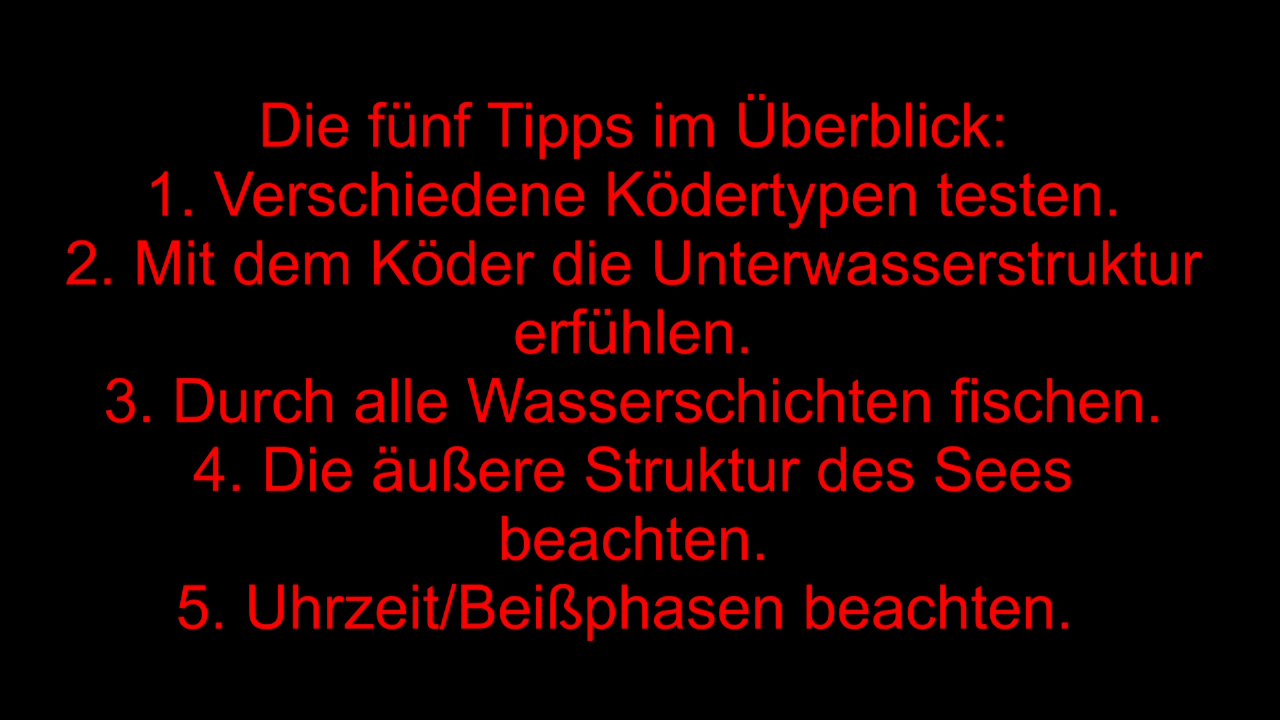 Die fünf Tipps im Überblick:
1. Verschiedene Ködertypen testen.
2. Mit dem Köder die Unterwasserstruktur
erfühlen.
3. Durch alle Wasserschichten fischen.
4. Die äußere Struktur des Sees
beachten.
5. Uhrzeit/Beißphasen beachten.